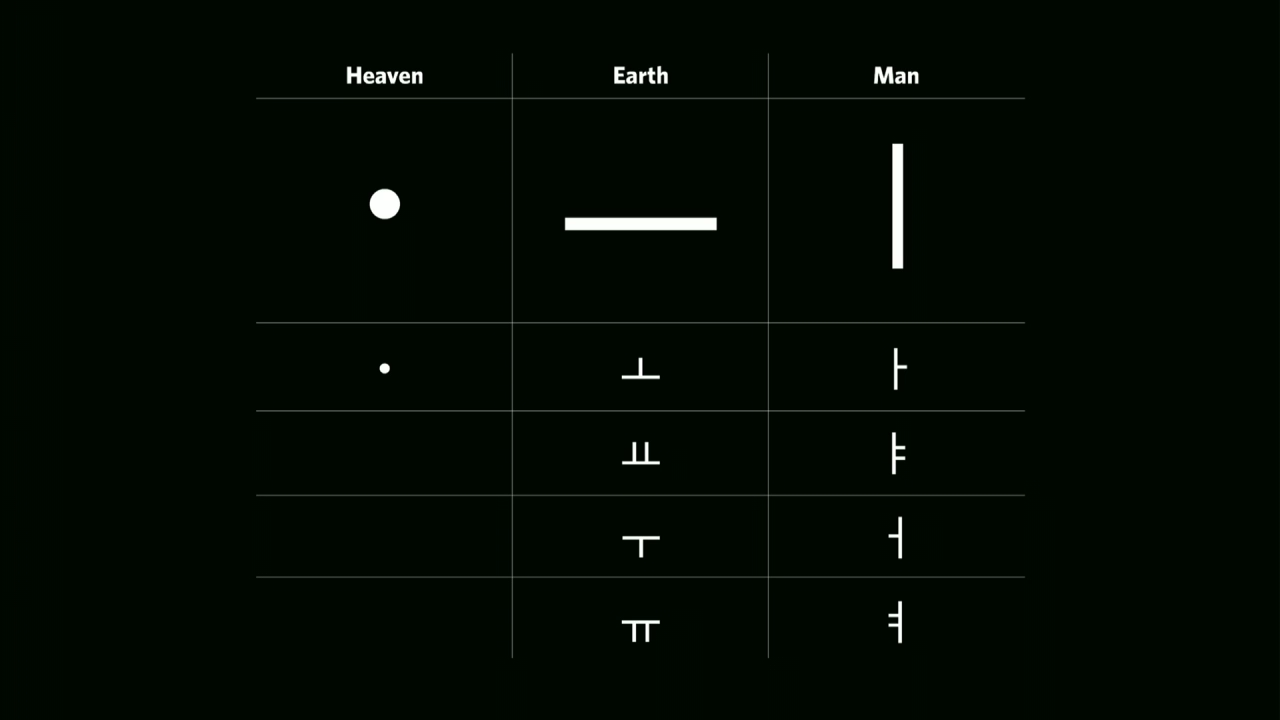 Heaven Earth Man
• ㅡ ㅣ
• ㅗ ㅏ
ㅛ ㅑ
ㅜ ㅓ
ㅠ ㅕ